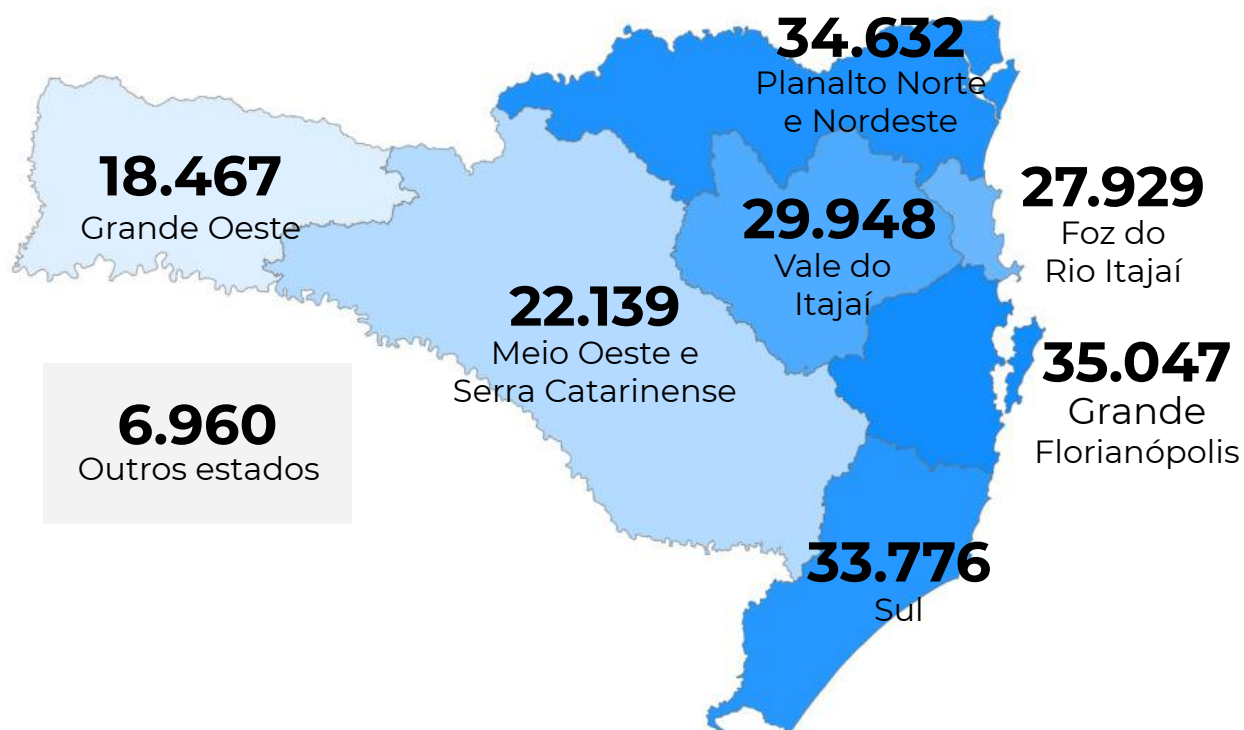 34.632
Planalto Norte
e Nordeste
18.467
Grande Oeste
29.948
Vale do
Itajaí
27.929
Foz do
Rio Itajaí
22.139
Meio Oeste e
Serra Catarinense
35.047
Grande
Florianópolis
6.960
Outros estados
33.776
Sul